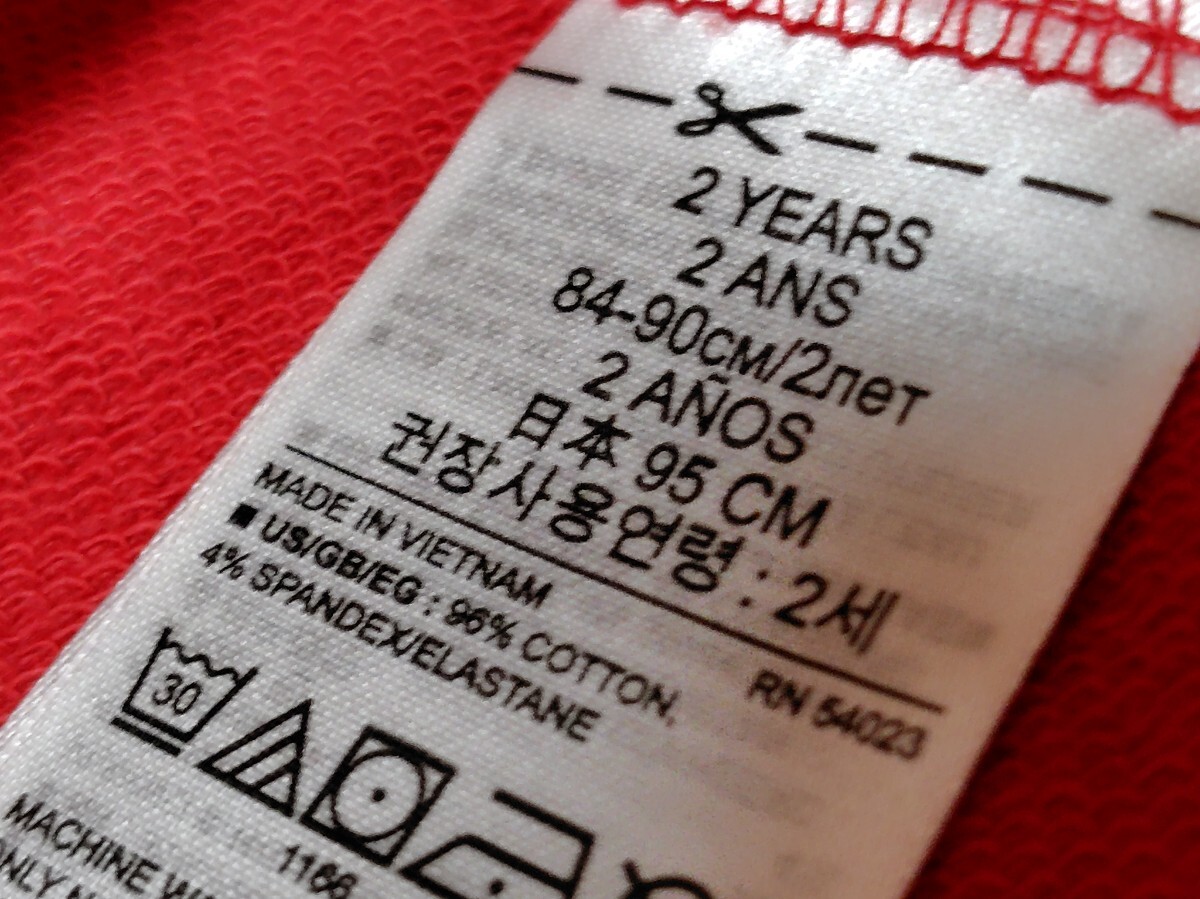 2 YEARS
2 ANS
84-90см/2лет
2 AÑOS
日本 95 CM
권장사용연령 : 2세
MADE IN VIETNAM
RN 54023
■ US/GB/EG : 96% COTTON,
4% SPANDEX/ELASTANE
30
1166
MACHINE